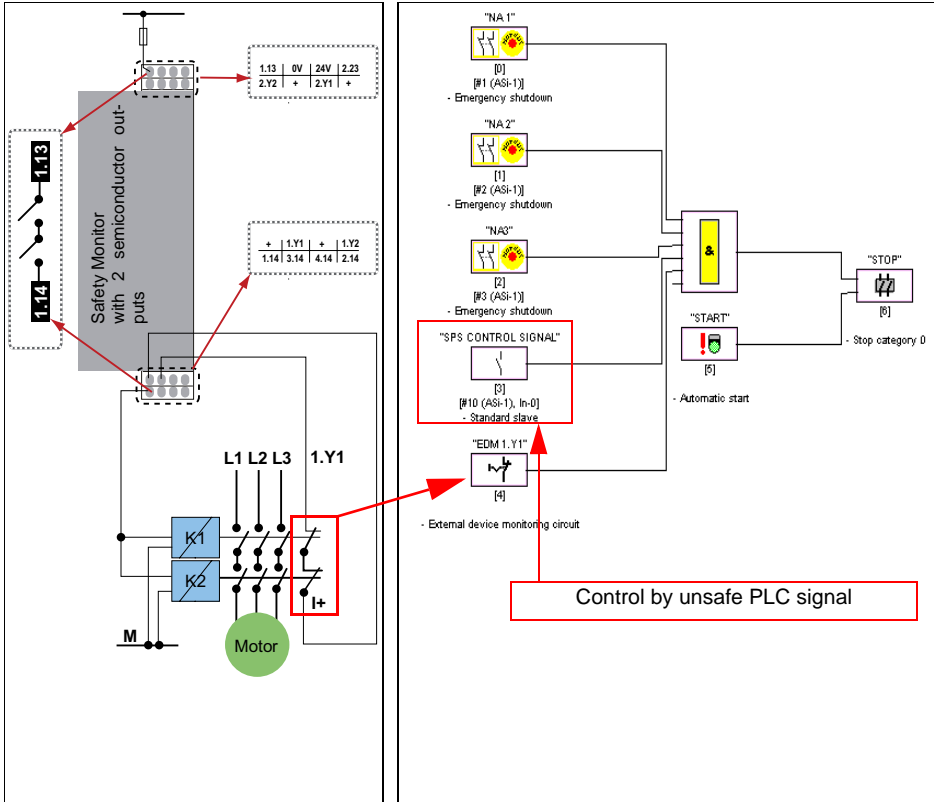 1.13 0V 24V 2.23
2.Y2 + 2.Y1 +
1.13
1.14
Safety Monitor
with 2 semiconductor out-
puts
+ 1.Y1 + 1.Y2
1.14 3.14 4.14 2.14
L1 L2 L3 1.Y1
K1
K2
I+
M
Motor
"NA 1"
[0]
[#1 (ASi-1)]
- Emergency shutdown
"NA 2"
[1]
[#2 (ASi-1)]
- Emergency shutdown
"NA3"
[2]
[#3 (ASi-1)]
- Emergency shutdown
"SPS CONTROL SIGNAL"
[3]
[#10 (ASi-1), In-0]
- Standard slave
"EDM 1.Y1"
[4]
- External device monitoring circuit
&
"START"
[5]
- Automatic start
"STOP"
[6]
- Stop category 0
Control by unsafe PLC signal